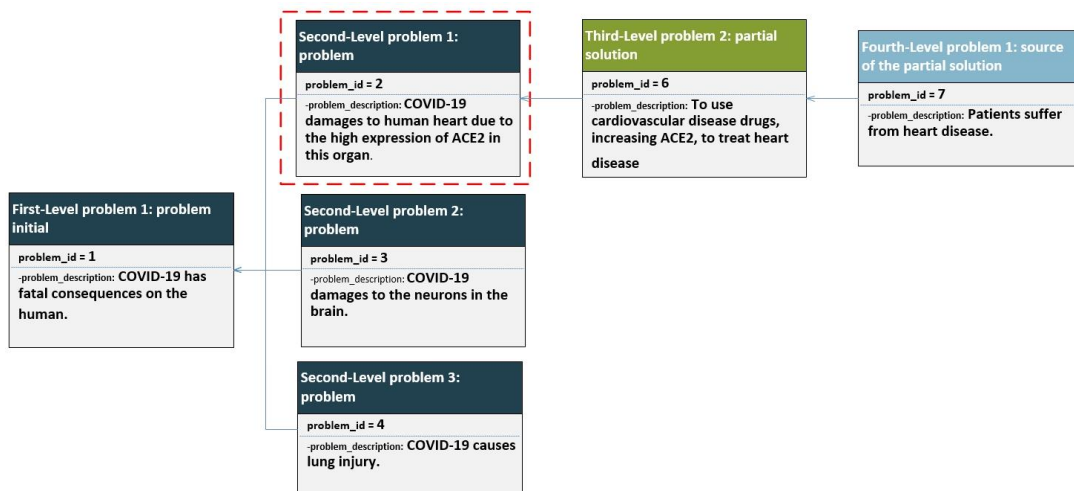 Second-Level problem 1:
problem
problem_id = 2
-problem_description: COVID-19
damages to human heart due to
the high expression of ACE2 in
this organ.
Third-Level problem 2: partial
solution
problem_id = 6
-problem_description: To use
cardiovascular disease drugs,
increasing ACE2, to treat heart
disease
Fourth-Level problem 1: source
of the partial solution
problem_id = 7
-problem_description: Patients suffer
from heart disease.
First-Level problem 1: problem
initial
problem_id = 1
-problem_description: COVID-19 has
fatal consequences on the
human.
Second-Level problem 2:
problem
problem_id = 3
-problem_description: COVID-19
damages to the neurons in the
brain.
Second-Level problem 3:
problem
problem_id = 4
-problem_description: COVID-19 causes
lung injury.